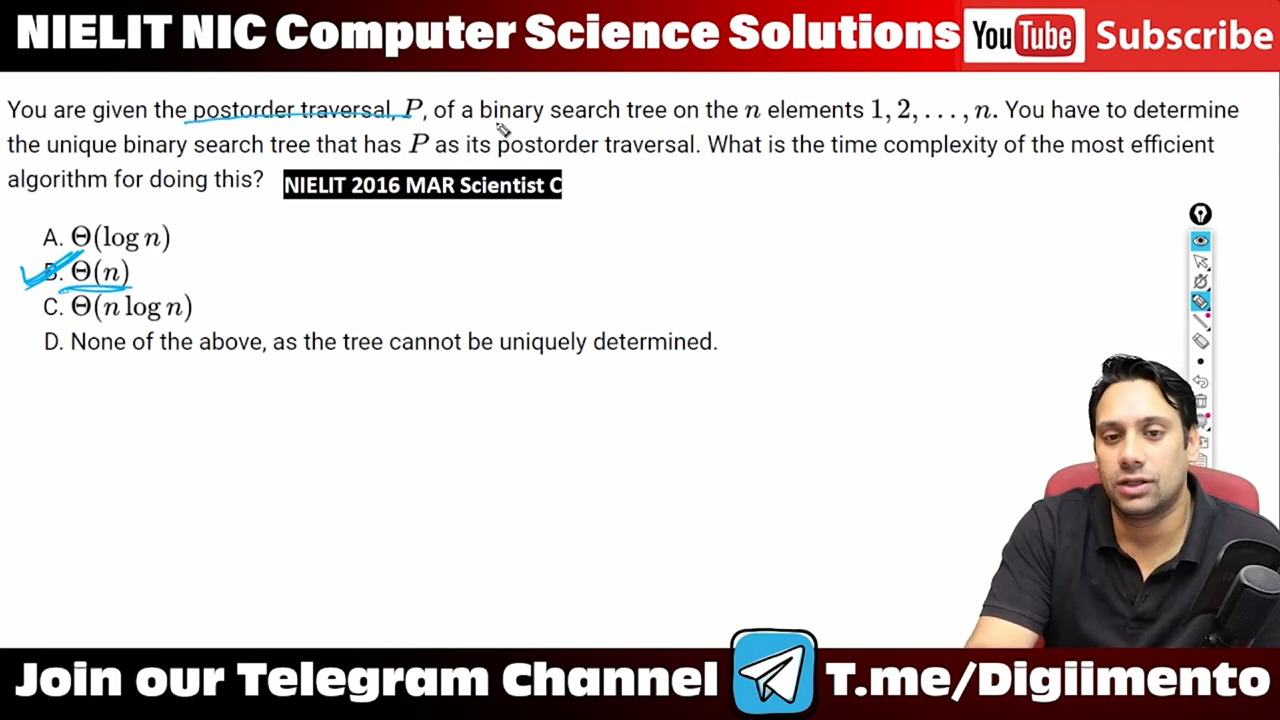 NIELIT NIC Computer Science Solutions YouTube Subscribe
You are given the postorder traversal, P, of a binary search tree on the n elements 1, 2, . . . , n. You have to determine
the unique binary search tree that has P as its postorder traversal. What is the time complexity of the most efficient
algorithm for doing this? NIELIT 2016 MAR Scientist C
A. Θ(log n)
B. Θ(n)
C. Θ(n log n)
D. None of the above, as the tree cannot be uniquely determined.
Join our Telegram Channel T.me/Digiimento